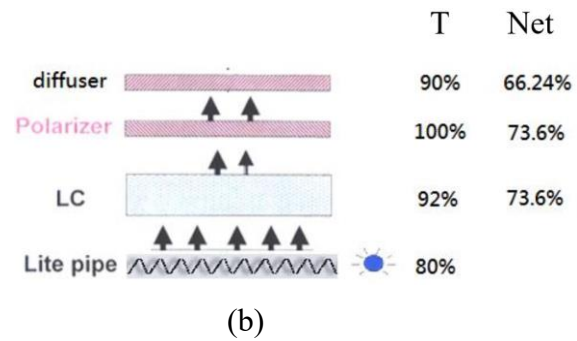 T Net
diffuser 90% 66.24%
Polarizer 100% 73.6%
LC 92% 73.6%
Lite pipe 80%
(b)